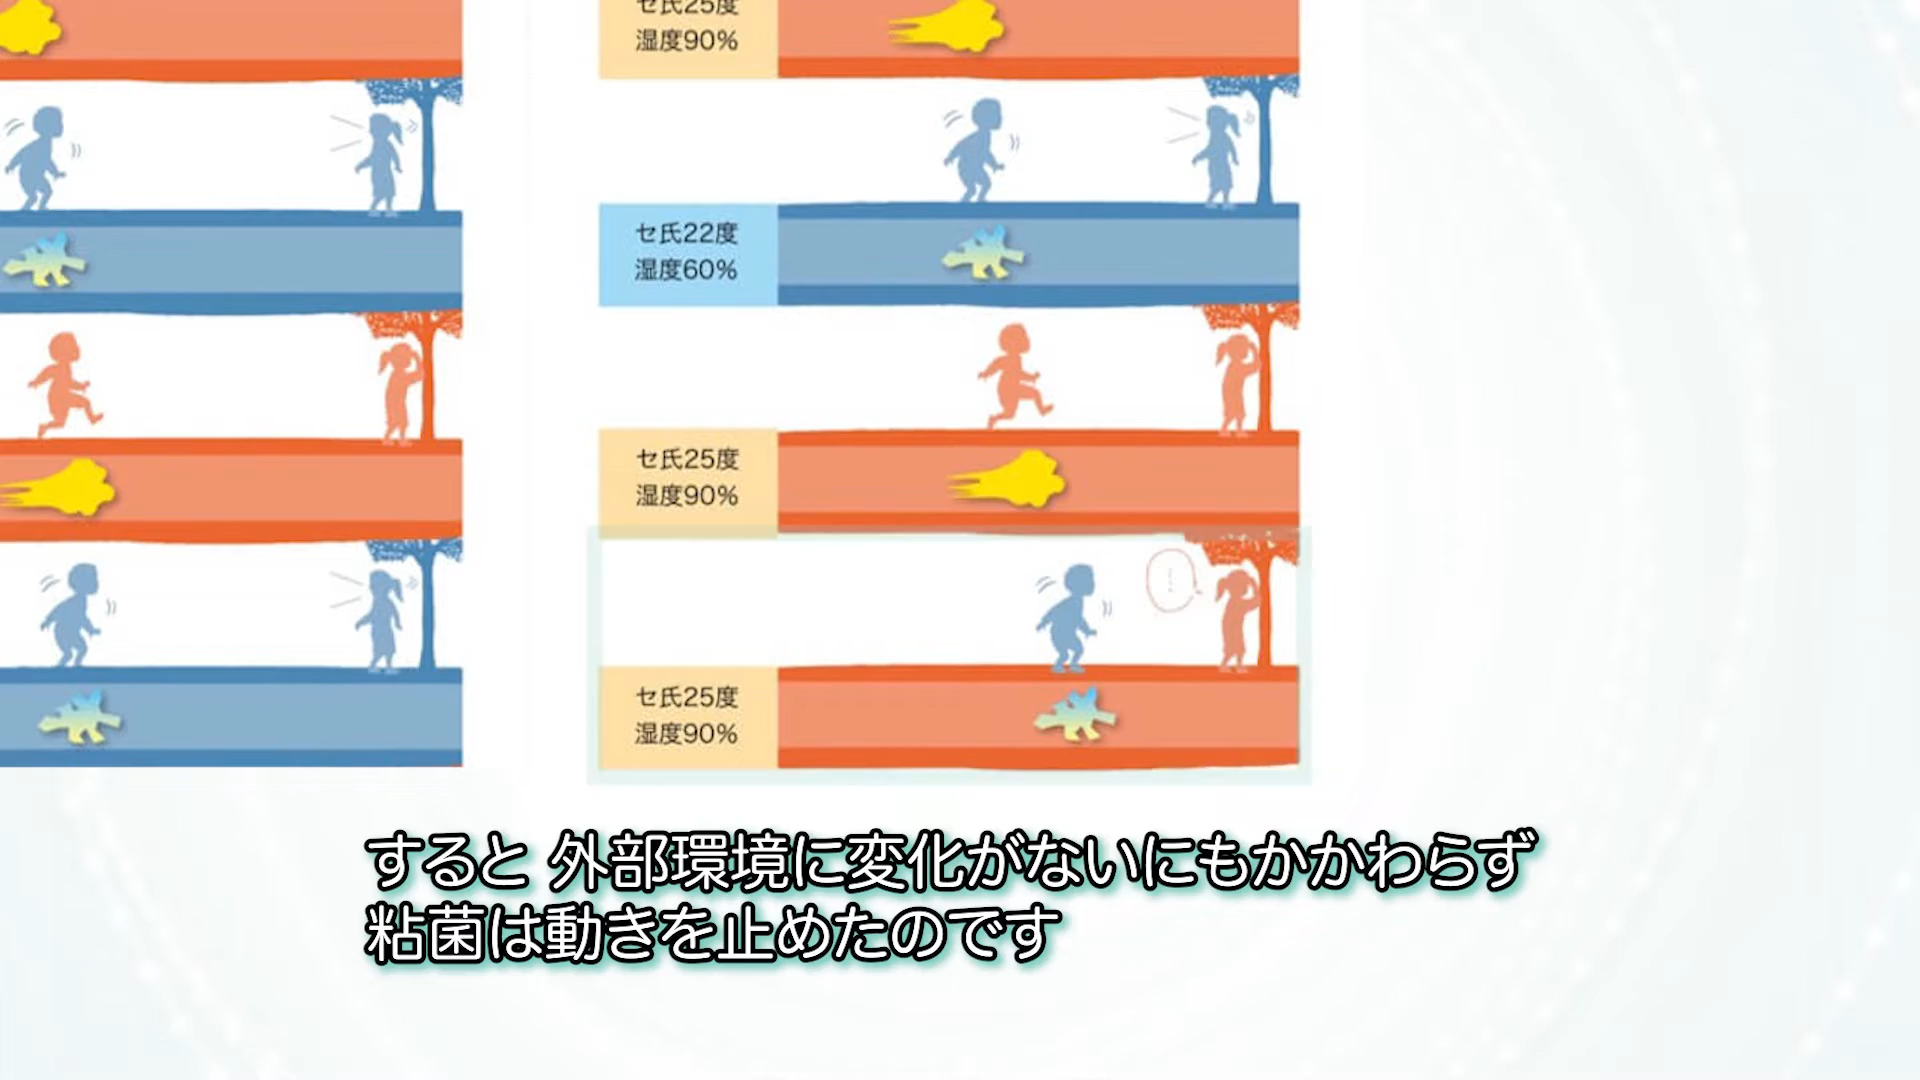 セ氏25度
湿度90%
セ氏22度
湿度60%
セ氏25度
湿度90%
セ氏25度
湿度90%
すると 外部環境に変化がないにもかかわらず
粘菌は動きを止めたのです